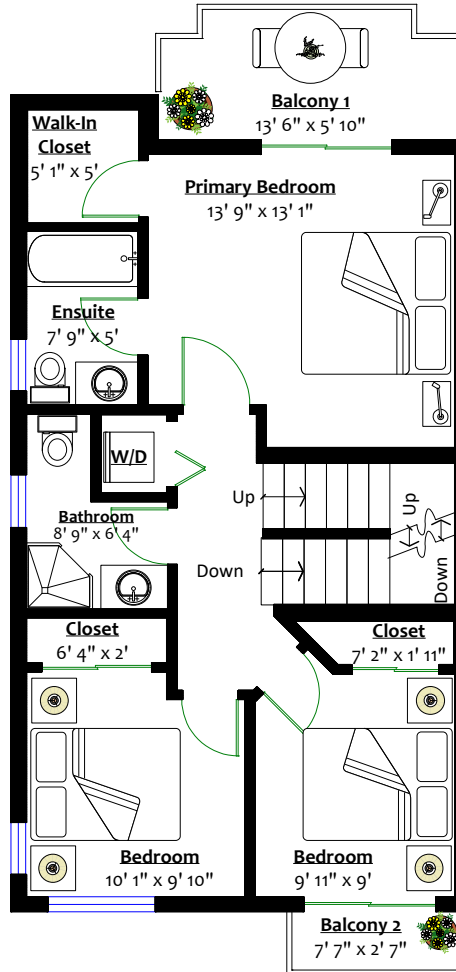 Balcony 1
13' 6" x 5' 10"
Walk-In
Closet
5' 1" x 5'
Primary Bedroom
13' 9" x 13' 1"
Ensuite
7' 9" x 5'
W/D
Up
Up
Bathroom
8' 9" x 6' 4"
Down
Down
Closet
6' 4" x 2'
Closet
7' 2" x 1' 11"
Bedroom
10' 1" x 9' 10"
Bedroom
9' 11" x 9'
Balcony 2
7' 7" x 2' 7"